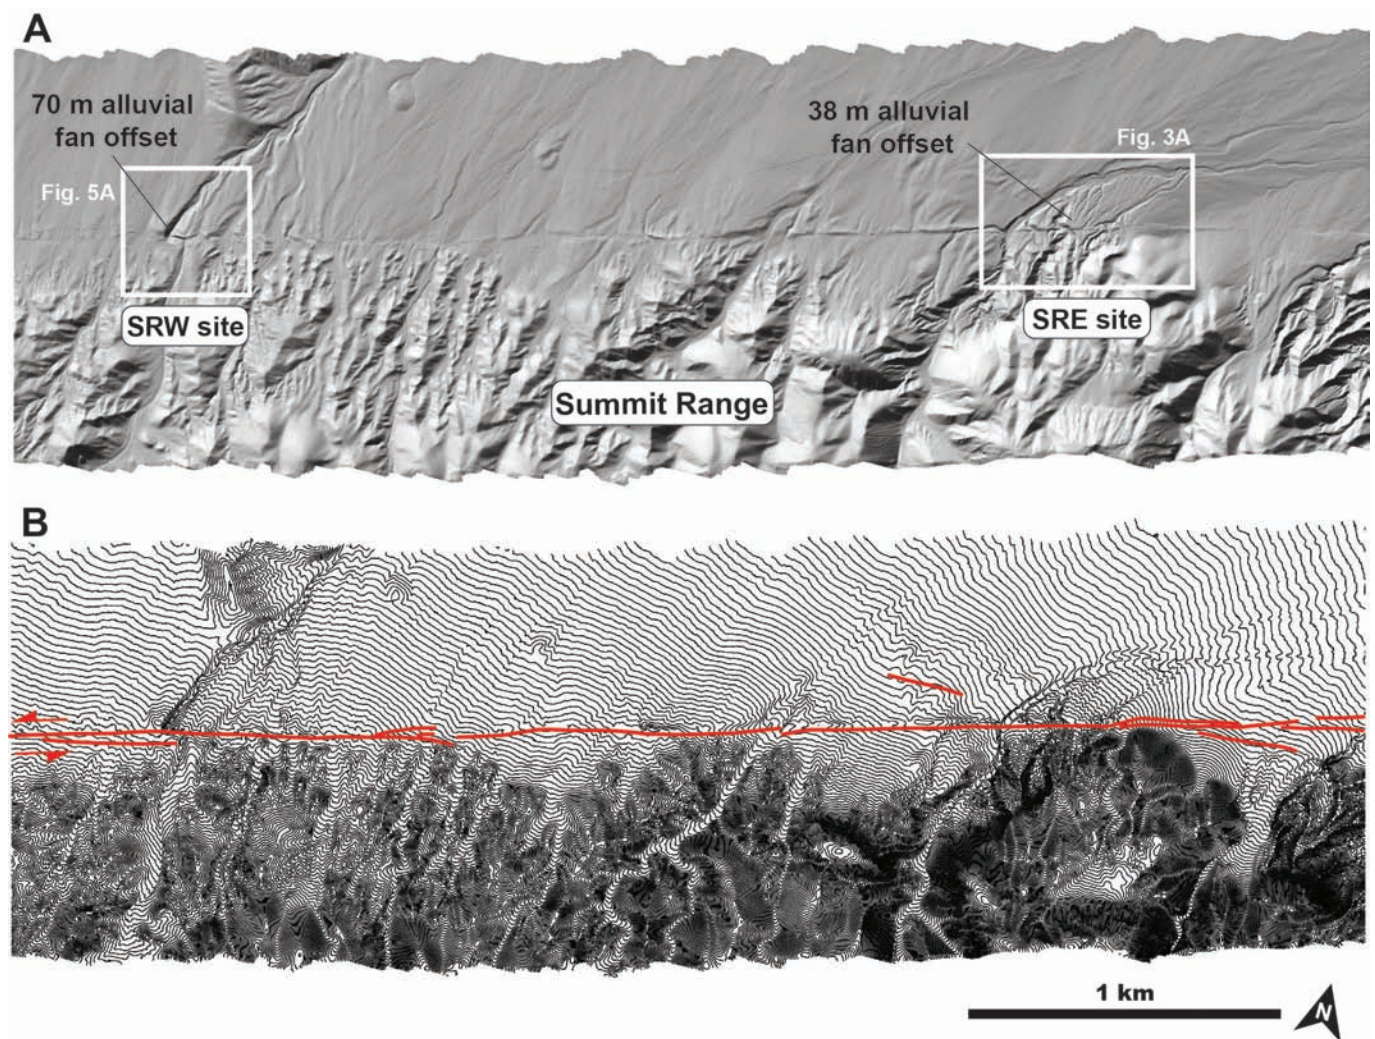 A
70 m alluvial
fan offset
38 m alluvial
fan offset
Fig. 3A
Fig. 5A
SRW site
SRE site
Summit Range
B
1 km
N